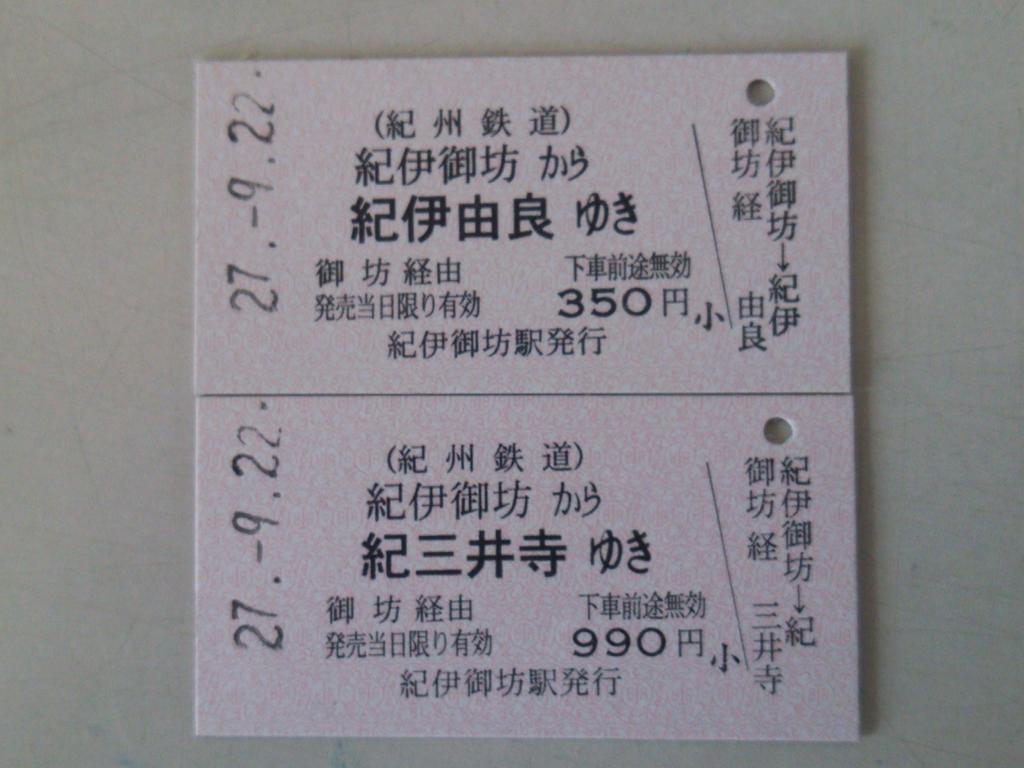 27.-9.22.
(紀州鉄道)
紀伊御坊から
紀伊由良ゆき
御坊経由 下車前途無効
発売当日限り有効 350円
紀伊御坊駅発行
小
紀伊御坊→紀伊
由良
御坊経
27.-9.22.
(紀州鉄道)
紀伊御坊から
紀三井寺ゆき
御坊経由 下車前途無効
発売当日限り有効 990円
紀伊御坊駅発行
小
紀伊御坊→紀
三井寺
御坊経